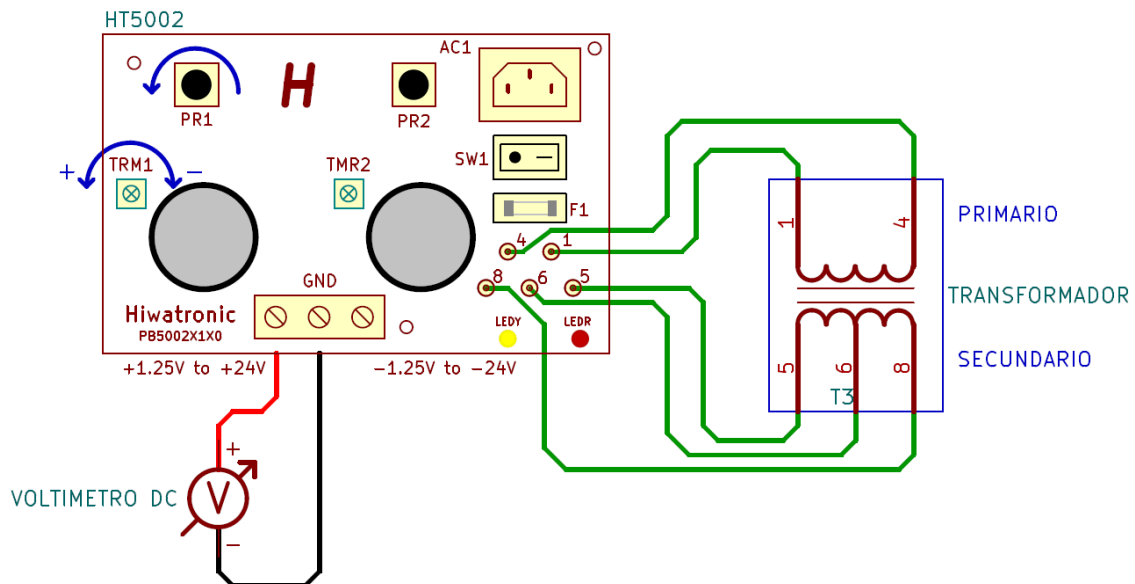 HT5002
AC1
H
PR1
PR2
SW1
+
TRM1
−
TMR2
F1
4
1
8
6
5
GND
Hiwatronic
PB5002X1X0
LEDY
LEDR
+1.25V to +24V
−1.25V to −24V
1
4
PRIMARIO
TRANSFORMADOR
SECUNDARIO
5
6
8
T3
+
VOLTIMETRO DC
V
−